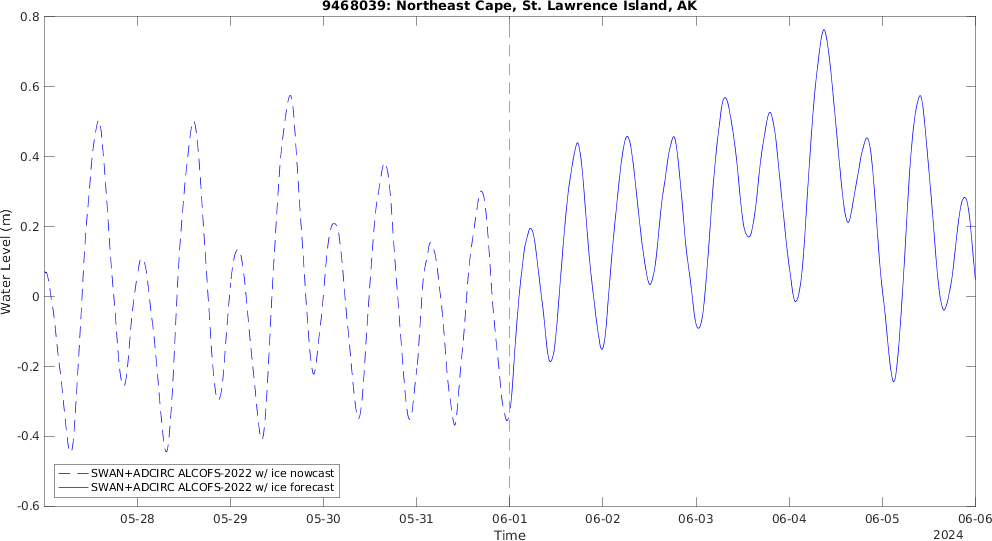 9468039: Northeast Cape, St. Lawrence Island, AK
0.8
0.6
0.4
0.2
0
-0.2
-0.4
-0.6
Water Level (m)
SWAN+ADCIRC ALCOFS-2022 w/ ice nowcast
SWAN+ADCIRC ALCOFS-2022 w/ ice forecast
05-28 05-29 05-30 05-31 06-01 06-02 06-03 06-04 06-05 06-06
Time
2024